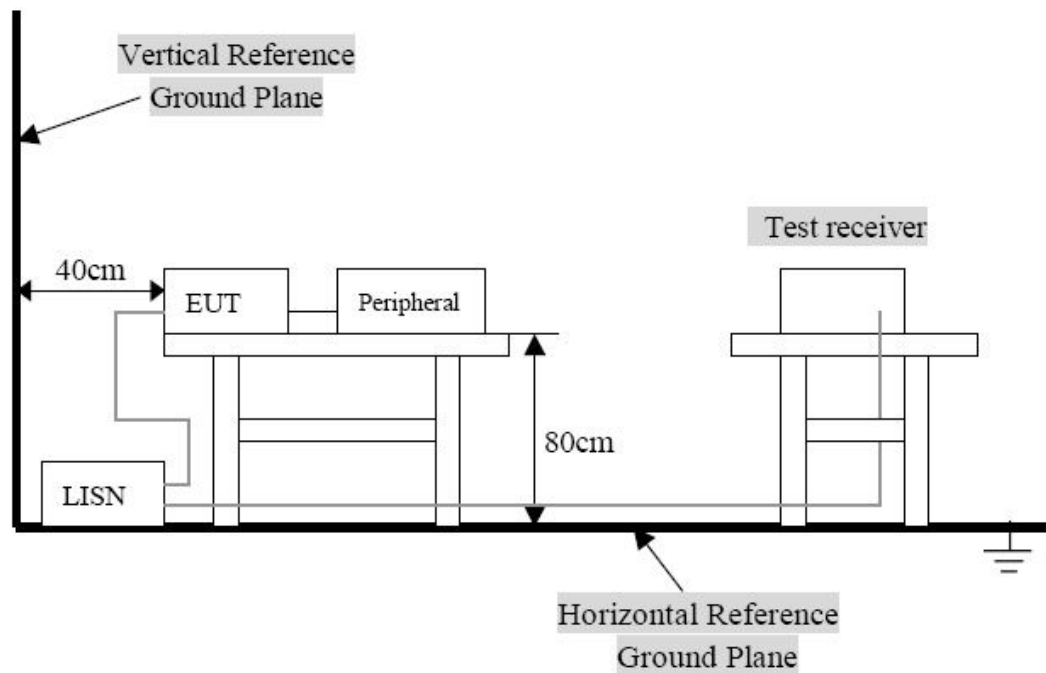 Vertical Reference
Ground Plane
Test receiver
40cm
EUT
Peripheral
80cm
LISN
Horizontal Reference
Ground Plane